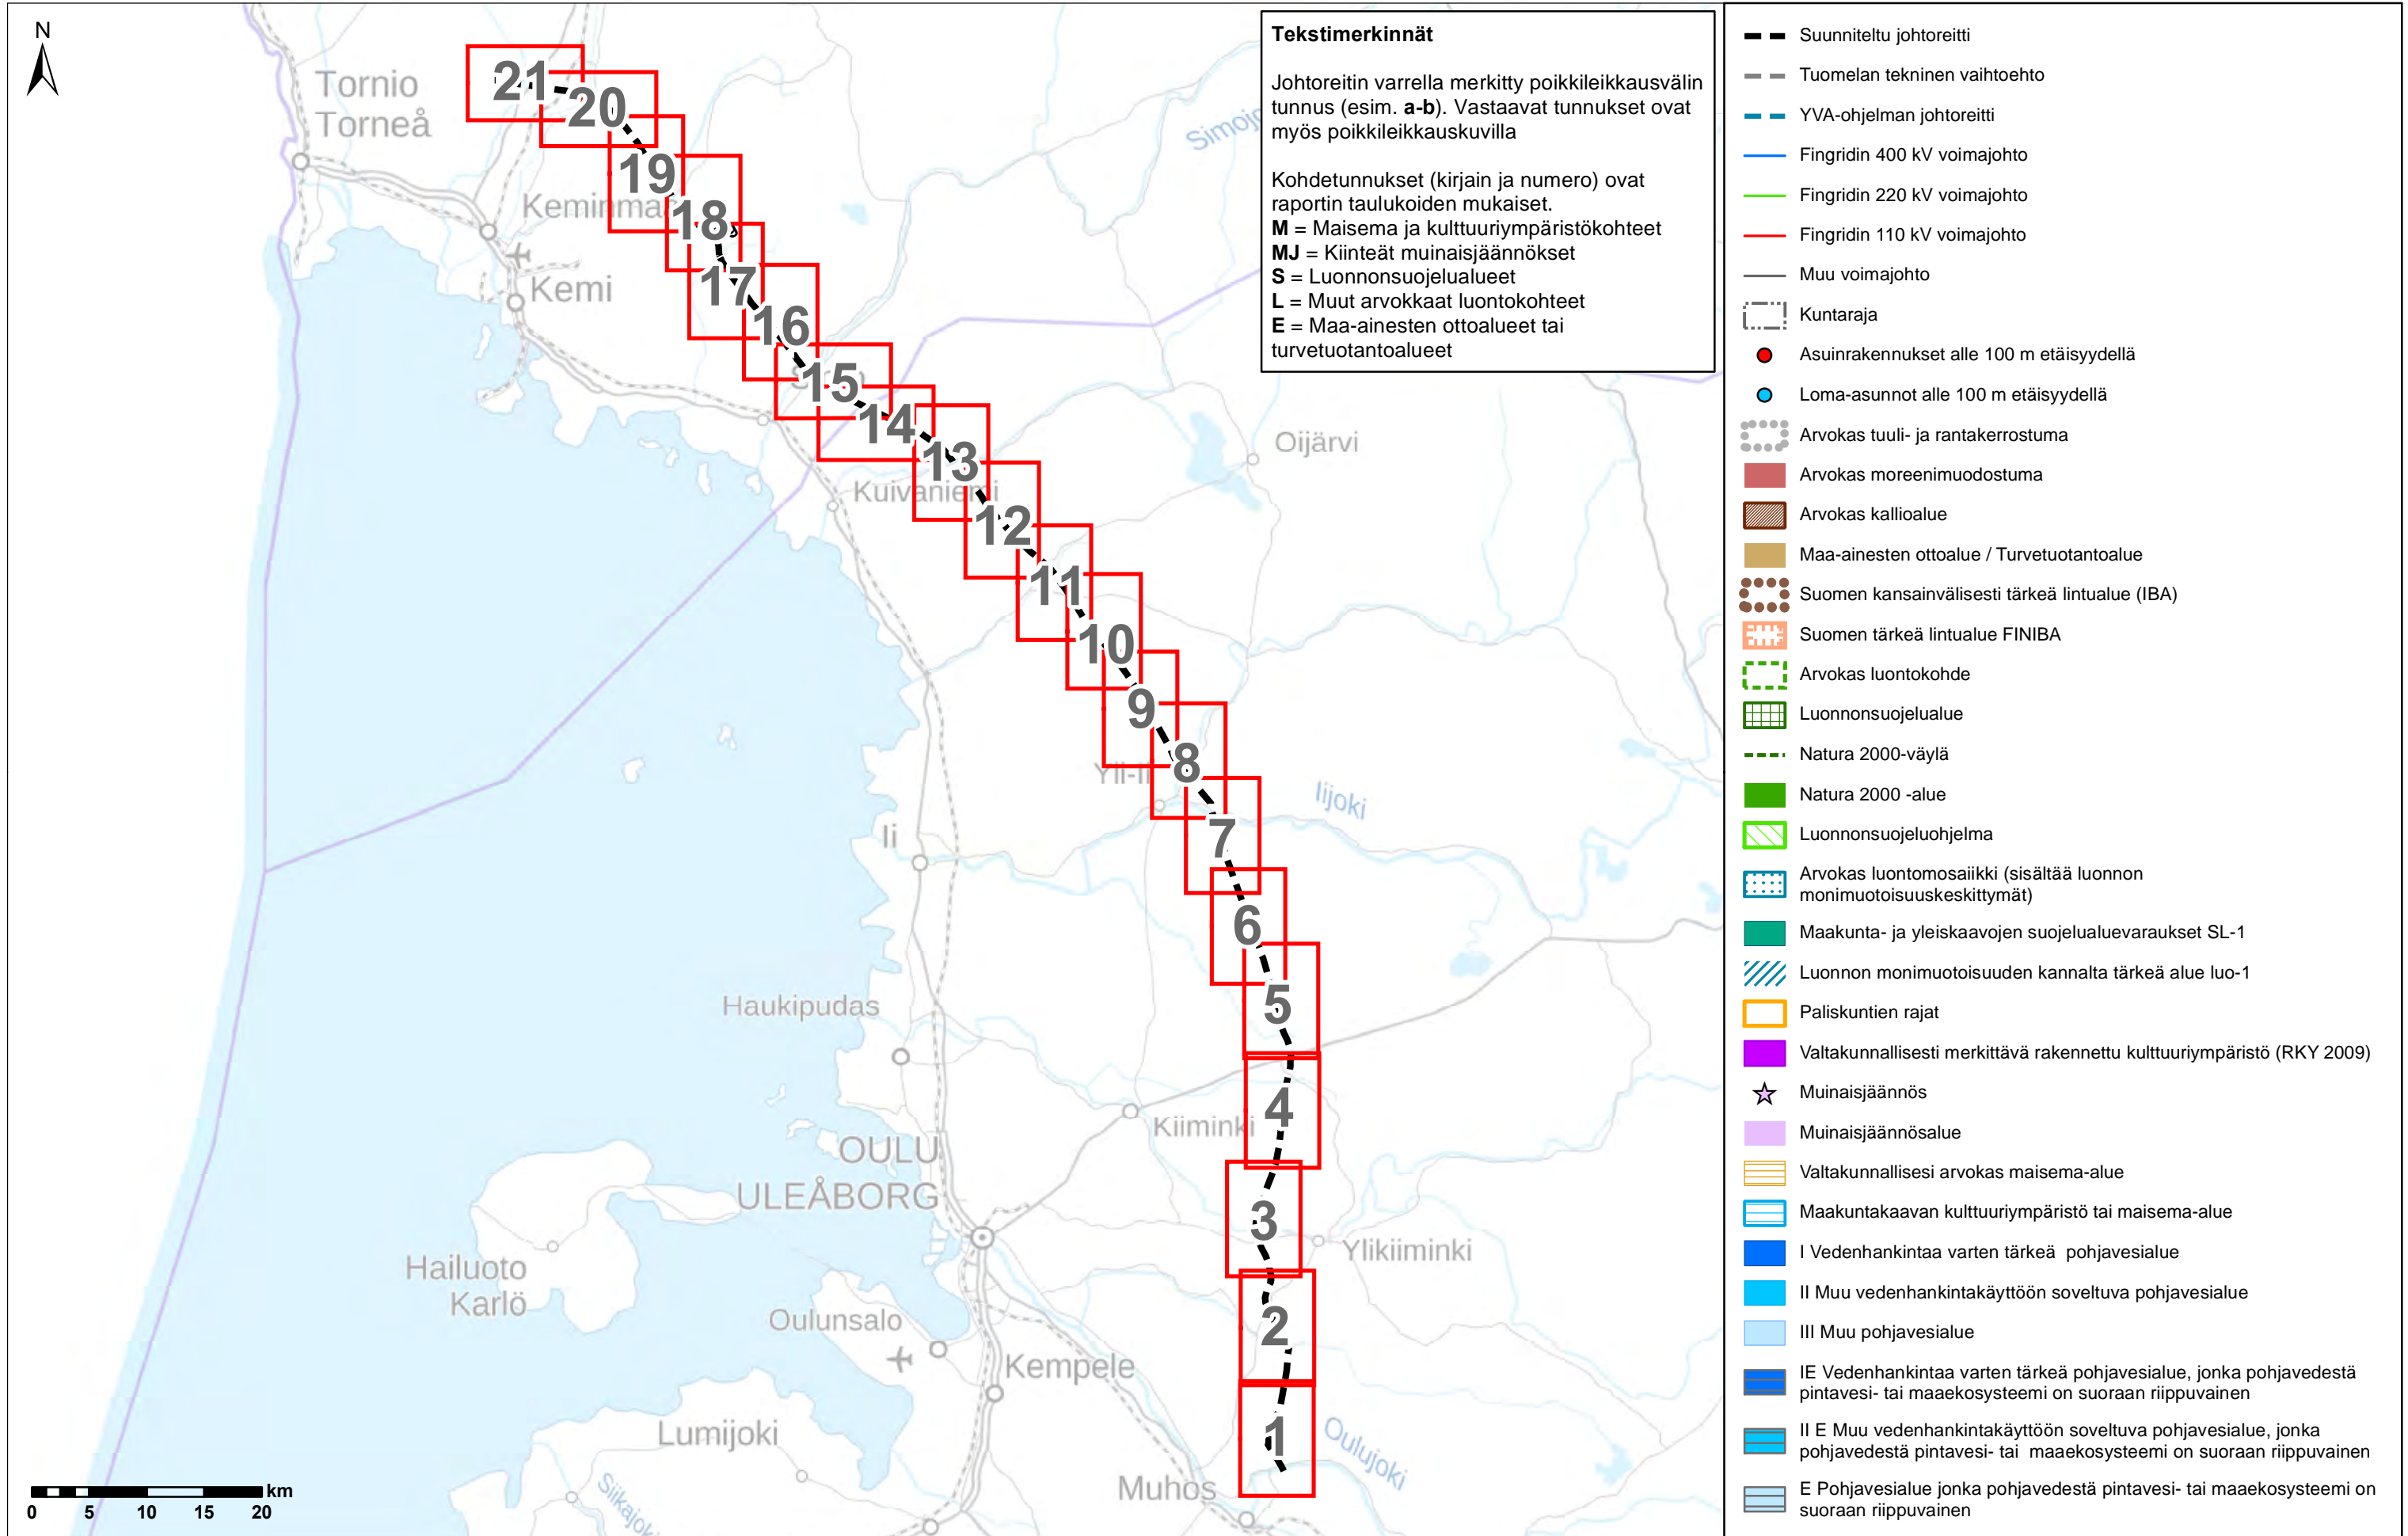 N
Tornio
Torneå
Keminmaa
Kemi
Simojoki
Oijärvi
Kuivaniemi
Yli-Ii
Iijoki
Ii
Haukipudas
Kiiminki
OULU
ULEÅBORG
Ylikiiminki
Hailuoto
Karlö
Oulunsalo
Kempele
Lumijoki
Muhos
Oulujoki
Siikajoki
21
20
19
18
17
16
15
14
13
12
11
10
9
8
7
6
5
4
3
2
1
km
0 5 10 15 20
Tekstimerkinnät
Johtoreitin varrella merkitty poikkileikkausvälin
tunnus (esim. a-b). Vastaavat tunnukset ovat
myös poikkileikkauskuvilla
Kohdetunnukset (kirjain ja numero) ovat
raportin taulukoiden mukaiset.
M = Maisema ja kulttuuriympäristökohteet
MJ = Kiinteät muinaisjäännökset
S = Luonnonsuojelualueet
L = Muut arvokkaat luontokohteet
E = Maa-ainesten ottoalueet tai
turvetuotantoalueet
Suunniteltu johtoreitti
Tuomelan tekninen vaihtoehto
YVA-ohjelman johtoreitti
Fingridin 400 kV voimajohto
Fingridin 220 kV voimajohto
Fingridin 110 kV voimajohto
Muu voimajohto
Kuntaraja
Asuinrakennukset alle 100 m etäisyydellä
Loma-asunnot alle 100 m etäisyydellä
Arvokas tuuli- ja rantakerrostuma
Arvokas moreenimuodostuma
Arvokas kallioalue
Maa-ainesten ottoalue / Turvetuotantoalue
Suomen kansainvälisesti tärkeä lintualue (IBA)
Suomen tärkeä lintualue FINIBA
Arvokas luontokohde
Luonnonsuojelualue
Natura 2000-väylä
Natura 2000 -alue
Luonnonsuojeluohjelma
Arvokas luontomosaiikki (sisältää luonnon
monimuotoisuuskeskittymät)
Maakunta- ja yleiskaavojen suojelualuevaraukset SL-1
Luonnon monimuotoisuuden kannalta tärkeä alue luo-1
Paliskuntien rajat
Valtakunnallisesti merkittävä rakennettu kulttuuriympäristö (RKY 2009)
Muinaisjäännös
Muinaisjäännösalue
Valtakunnallisesi arvokas maisema-alue
Maakuntakaavan kulttuuriympäristö tai maisema-alue
I Vedenhankintaa varten tärkeä pohjavesialue
II Muu vedenhankintakäyttöön soveltuva pohjavesialue
III Muu pohjavesialue
IE Vedenhankintaa varten tärkeä pohjavesialue, jonka pohjavedestä
pintavesi- tai maaekosysteemi on suoraan riippuvainen
II E Muu vedenhankintakäyttöön soveltuva pohjavesialue, jonka
pohjavedestä pintavesi- tai maaekosysteemi on suoraan riippuvainen
E Pohjavesialue jonka pohjavedestä pintavesi- tai maaekosysteemi on
suoraan riippuvainen